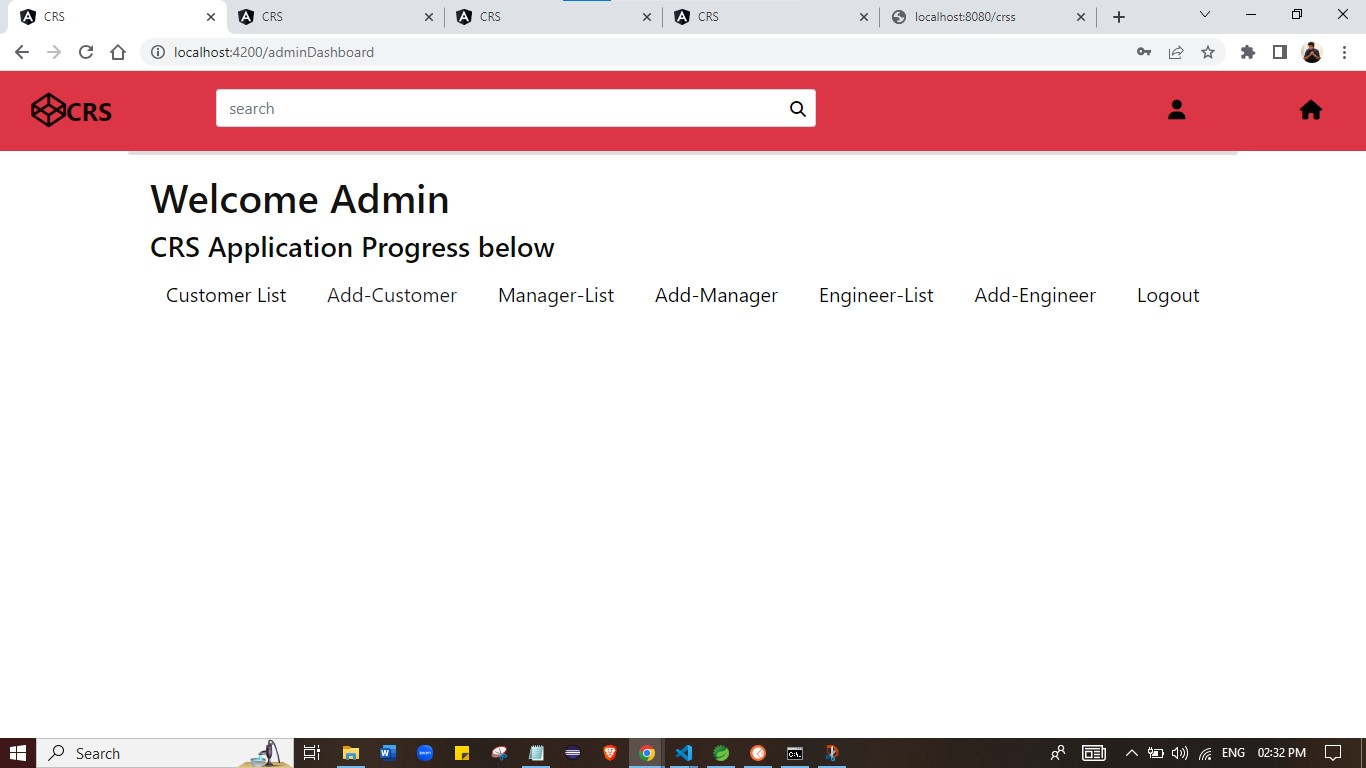 CRS CRS CRS CRS localhost:8080/crss
localhost:4200/adminDashboard
CRS search
Welcome Admin
CRS Application Progress below
Customer List Add-Customer Manager-List Add-Manager Engineer-List Add-Engineer Logout
Search ENG 02:32 PM